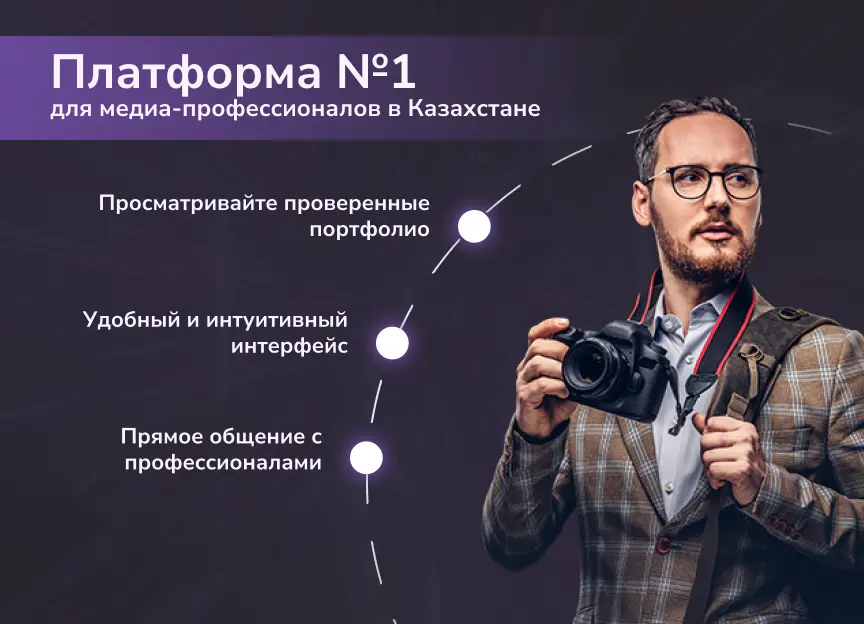 Платформа №1
для медиа-профессионалов в Казахстане
Просматривайте проверенные
портфолио
Удобный и интуитивный
интерфейс
Прямое общение с
профессионалами